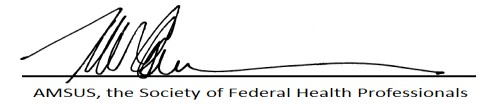 AMSUS, the Society of Federal Health Professionals